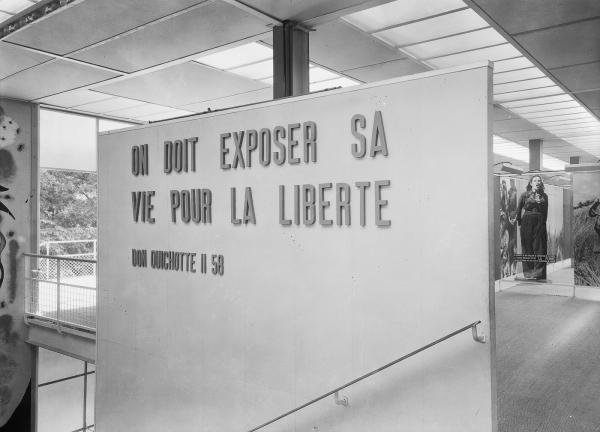 ON DOIT EXPOSER SA
VIE POUR LA LIBERTE
DON QUICHOTTE II 58